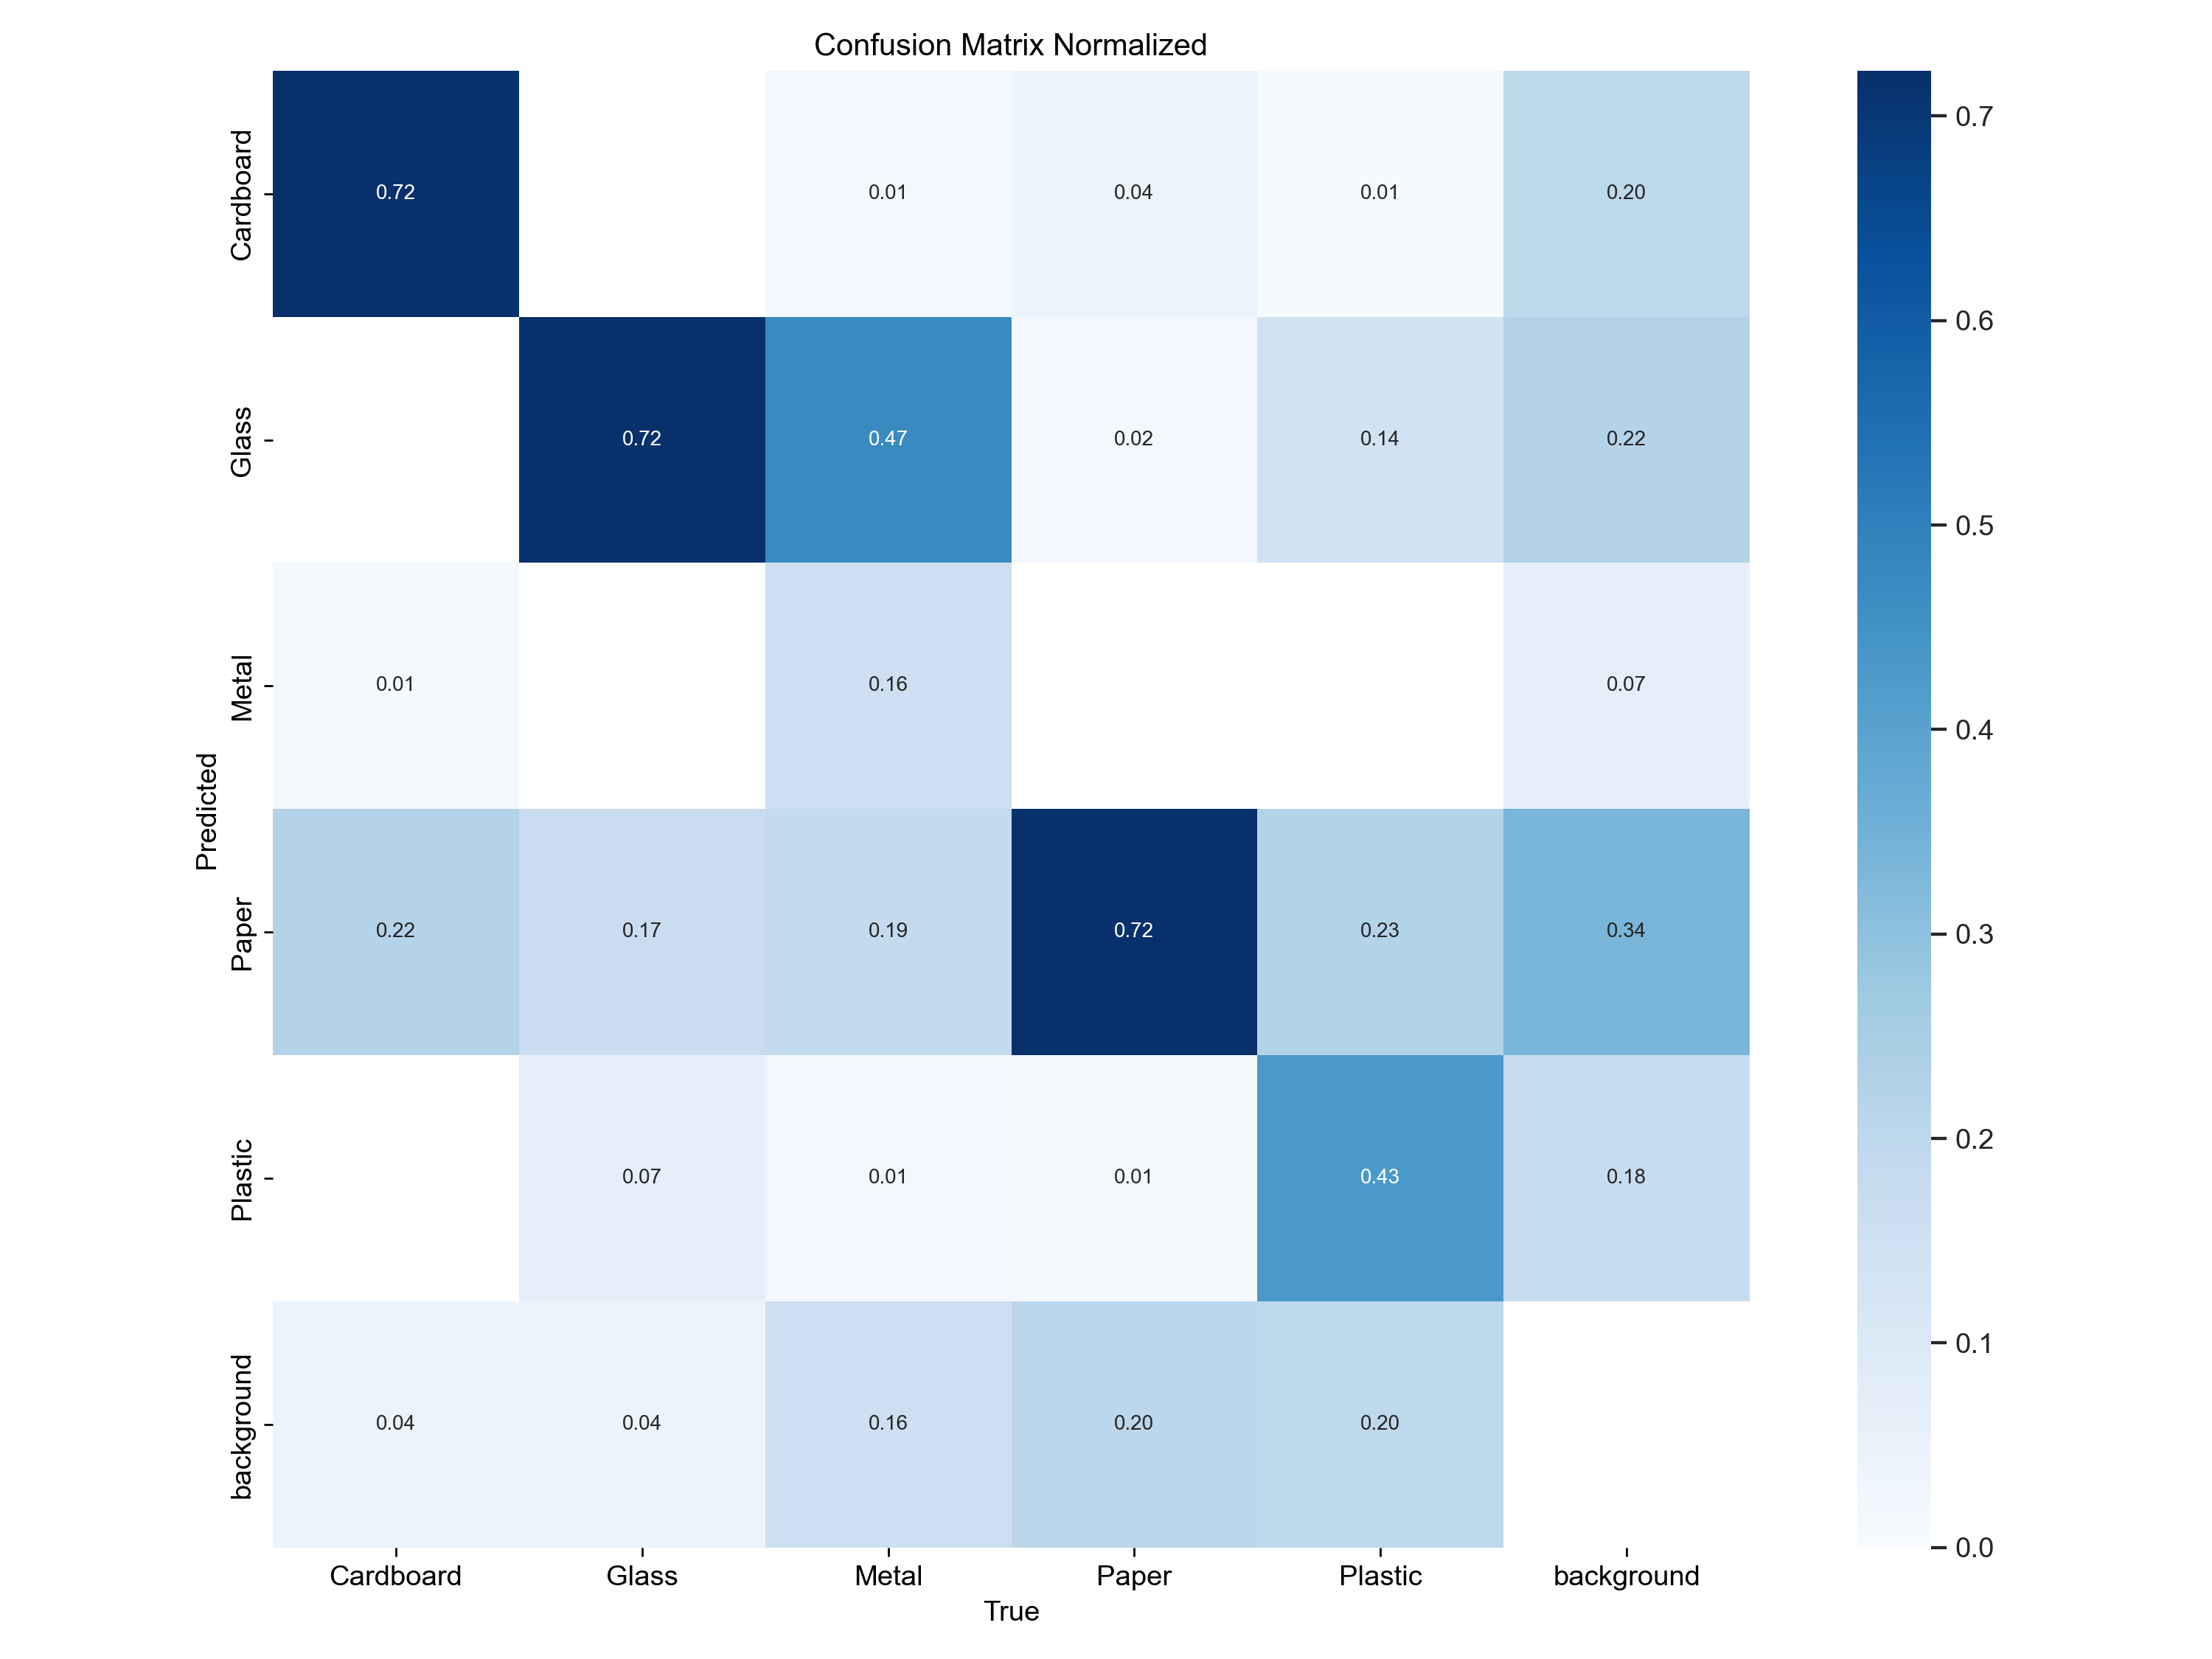 Confusion Matrix Normalized
Cardboard 0.72 0.01 0.04 0.01 0.20
Glass 0.72 0.47 0.02 0.14 0.22
Metal 0.01 0.16 0.07
Paper 0.22 0.17 0.19 0.72 0.23 0.34
Plastic 0.07 0.01 0.01 0.43 0.18
background 0.04 0.04 0.16 0.20 0.20
Predicted
Cardboard Glass Metal Paper Plastic background
True
0.7
0.6
0.5
0.4
0.3
0.2
0.1
0.0